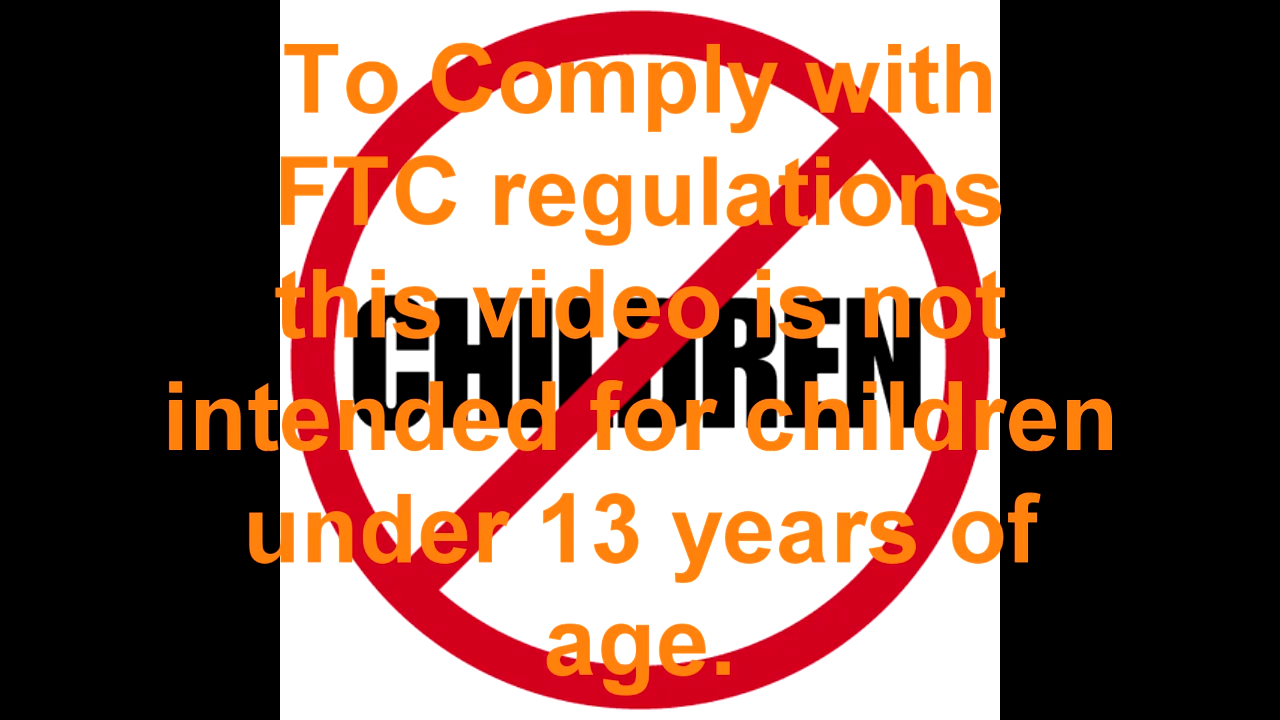 To Comply with
FTC regulations
this video is not
CHILDREN
intended for children
under 13 years of
age.